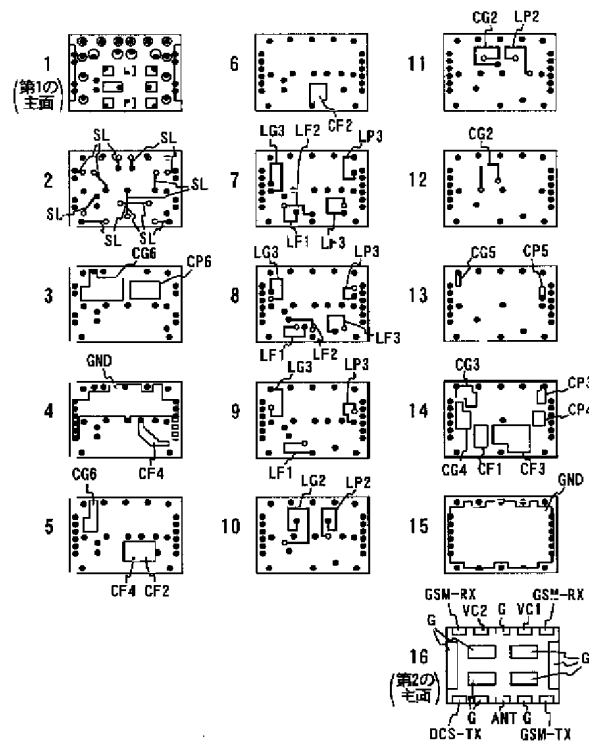 1
(第1の主面)
2
SL
SL
SL
SL
SL
SL
SL
SL
3
CG6
CP6
4
GND
CF4
5
CG6
CF4 CF2
6
CF2
7
LG3
LF2
LP3
LF1
LF3
8
LG3
LP3
LF1
LF2
LF3
9
LG3
LP3
LF1
10
LG2
LP2
11
CG2
LP2
12
CG2
13
CG5
CP5
14
CG3
CP3
CP4
CG4
CF1
CF3
15
GND
16
(第2の主面)
GSM-RX
VC2
G
VC1
GSM-RX
G
G
DCS-TX
G
ANT
G
GSM-TX